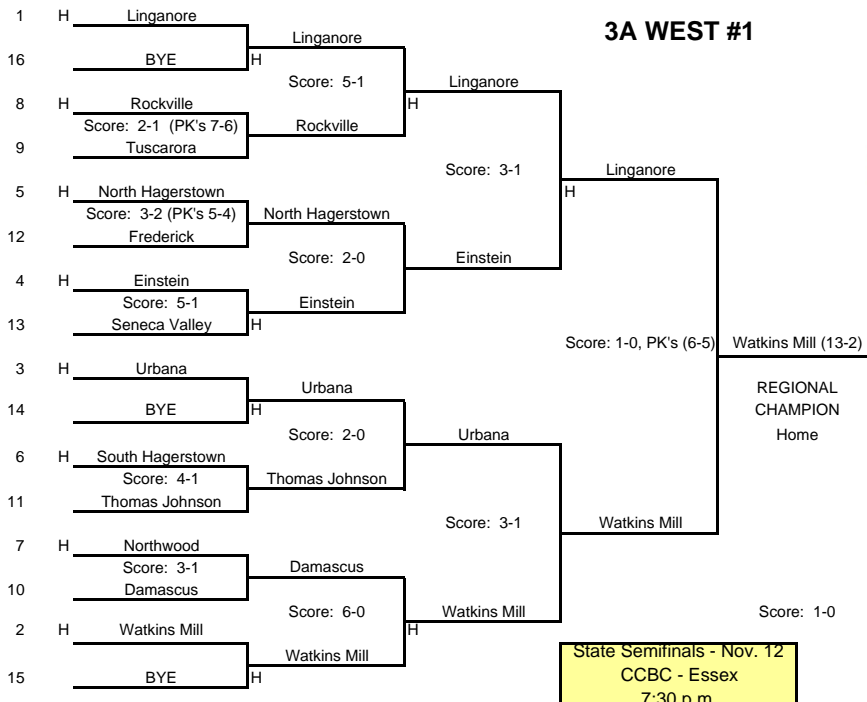 3A WEST #1
1 H Linganore
Linganore
16 BYE H
Score: 5-1
Linganore
8 H Rockville H
Score: 2-1 (PK's 7-6)
Rockville
9 Tuscarora
Score: 3-1
Linganore
5 H North Hagerstown H
Score: 3-2 (PK's 5-4)
North Hagerstown
12 Frederick
Score: 2-0
Einstein
4 H Einstein
Score: 5-1
Einstein
13 Seneca Valley H
Score: 1-0, PK's (6-5)
Watkins Mill (13-2)
3 H Urbana
Urbana
REGIONAL
CHAMPION
Home
14 BYE H
Score: 2-0
Urbana
6 H South Hagerstown
Score: 4-1
Thomas Johnson
11 Thomas Johnson
Score: 3-1
Watkins Mill
7 H Northwood
Score: 3-1
Damascus
10 Damascus
Score: 6-0
Watkins Mill
Score: 1-0
2 H Watkins Mill H
Watkins Mill
15 BYE H
State Semifinals - Nov. 12
CCBC - Essex
7:30 p.m.